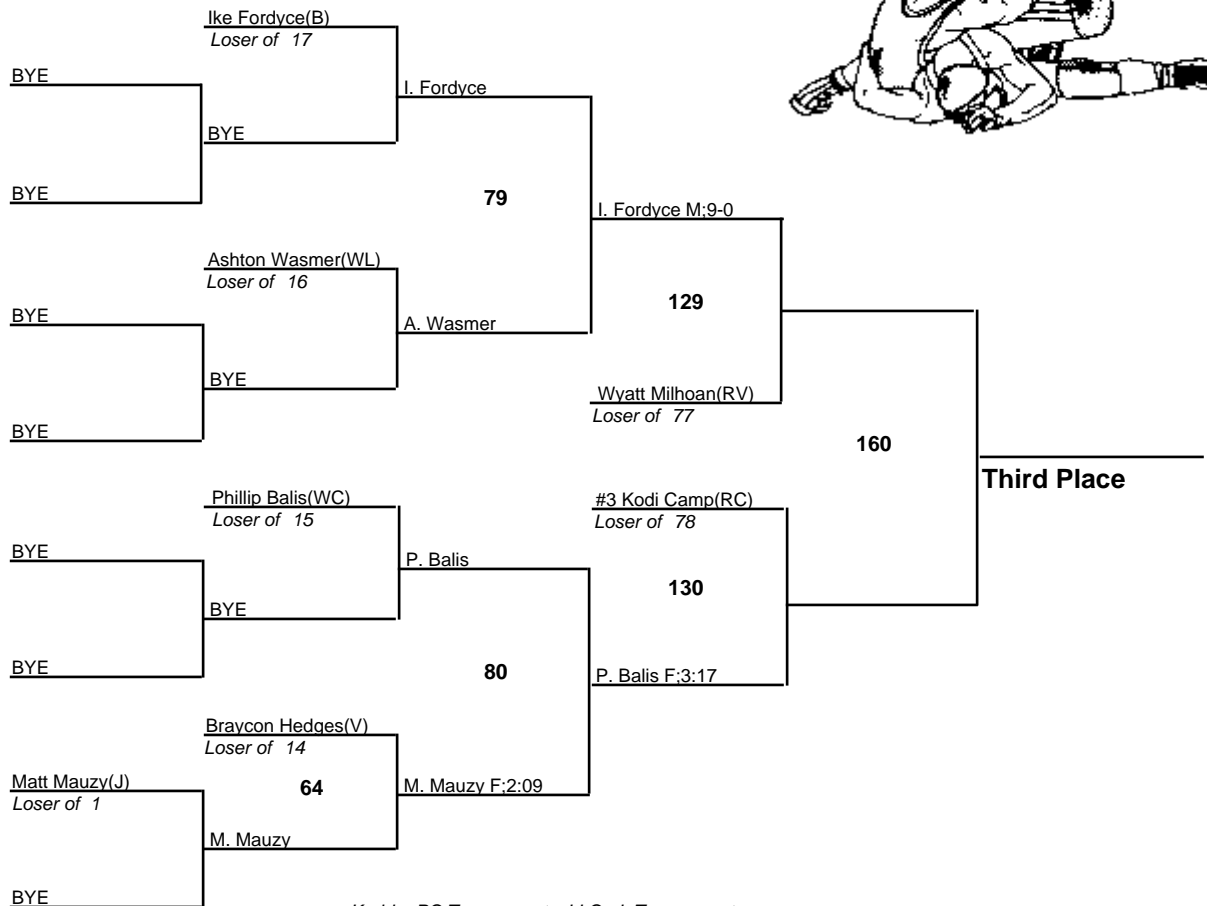 Ike Fordyce(B)
Loser of 17
BYE
I. Fordyce
BYE
BYE
79
I. Fordyce M;9-0
Ashton Wasmer(WL)
Loser of 16
BYE
A. Wasmer
129
BYE
Wyatt Milhoan(RV)
Loser of 77
BYE
160
Third Place
Phillip Balis(WC)
Loser of 15
#3 Kodi Camp(RC)
Loser of 78
BYE
P. Balis
130
BYE
BYE
80
P. Balis F;3:17
Braycon Hedges(V)
Loser of 14
Matt Mauzy(J)
Loser of 1
64
M. Mauzy F;2:09
M. Mauzy
BYE